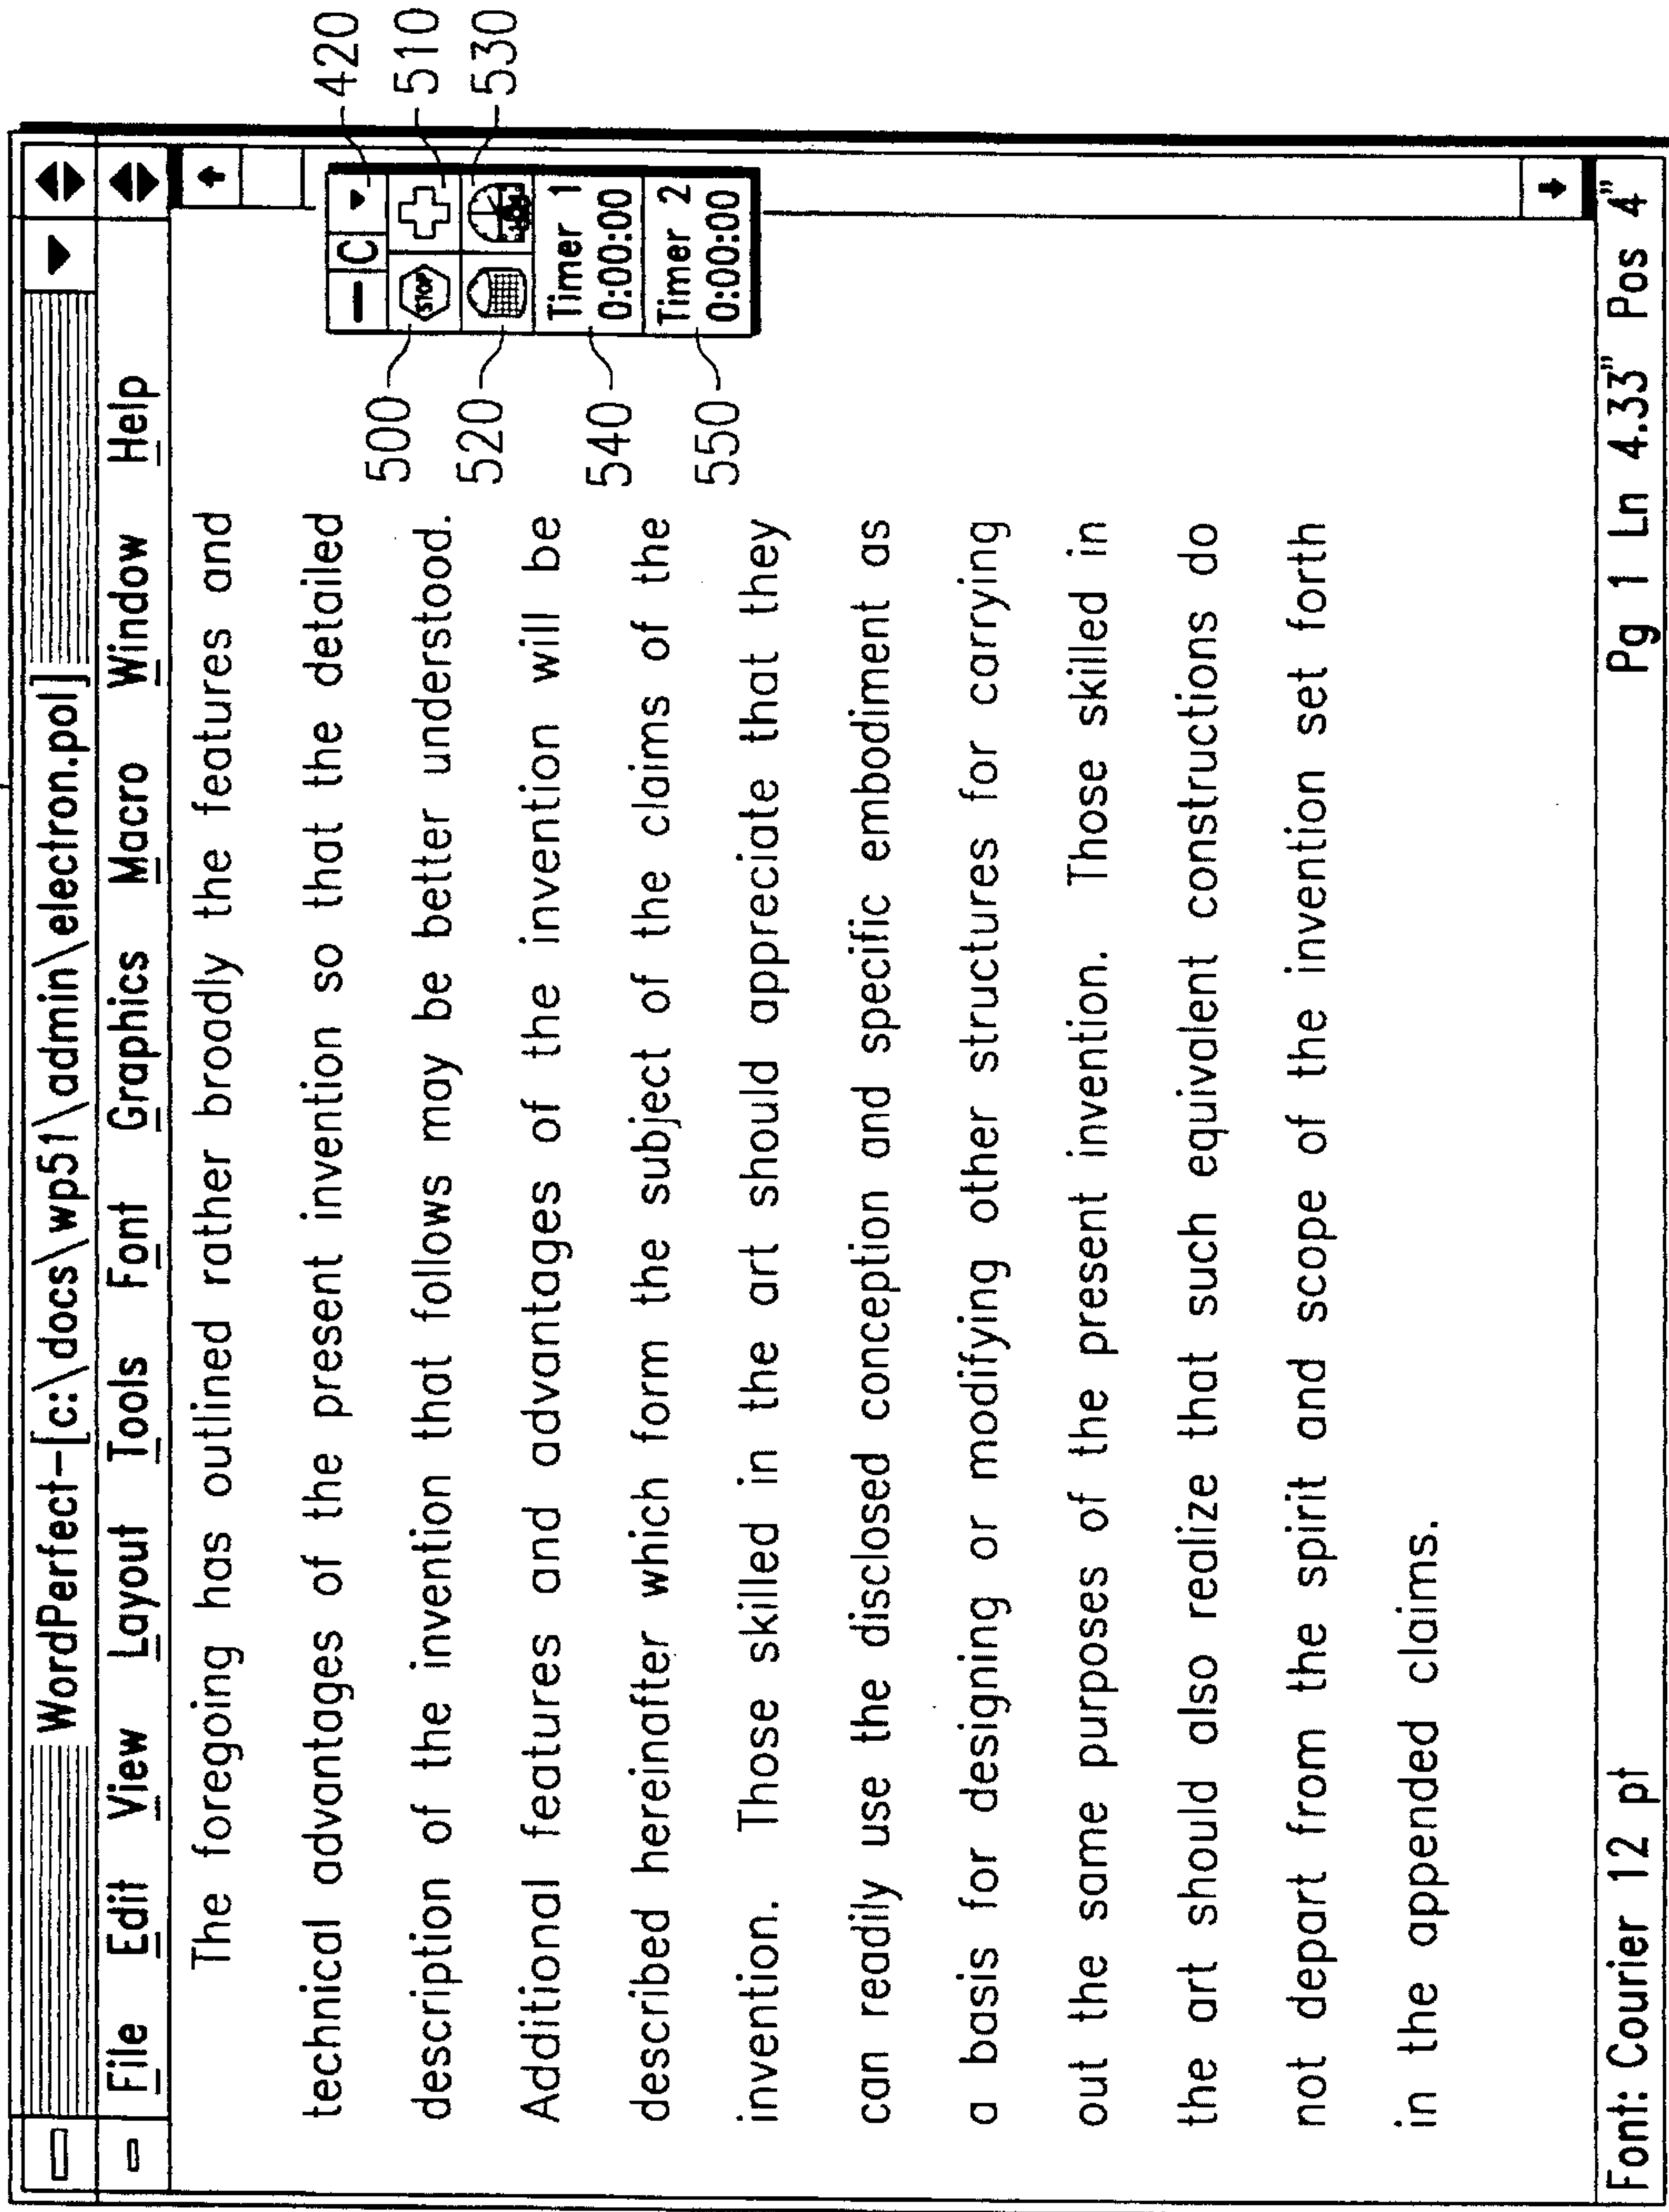 WordPerfect-[c:\docs\wp51\admin\electron.pol]
File Edit View Layout Tools Font Graphics Macro Window Help
The foregoing has outlined rather broadly the features and
technical advantages of the present invention so that the detailed
description of the invention that follows may be better understood.
Additional features and advantages of the invention will be
described hereinafter which form the subject of the claims of the
invention. Those skilled in the art should appreciate that they
can readily use the disclosed conception and specific embodiment as
a basis for designing or modifying other structures for carrying
out the same purposes of the present invention. Those skilled in
the art should also realize that such equivalent constructions do
not depart from the spirit and scope of the invention set forth
in the appended claims.
C
420
500
STOP
510
520
530
540
Timer 1
0:00:00
550
Timer 2
0:00:00
Font: Courier 12 pt Pg 1 Ln 4.33" Pos 4"